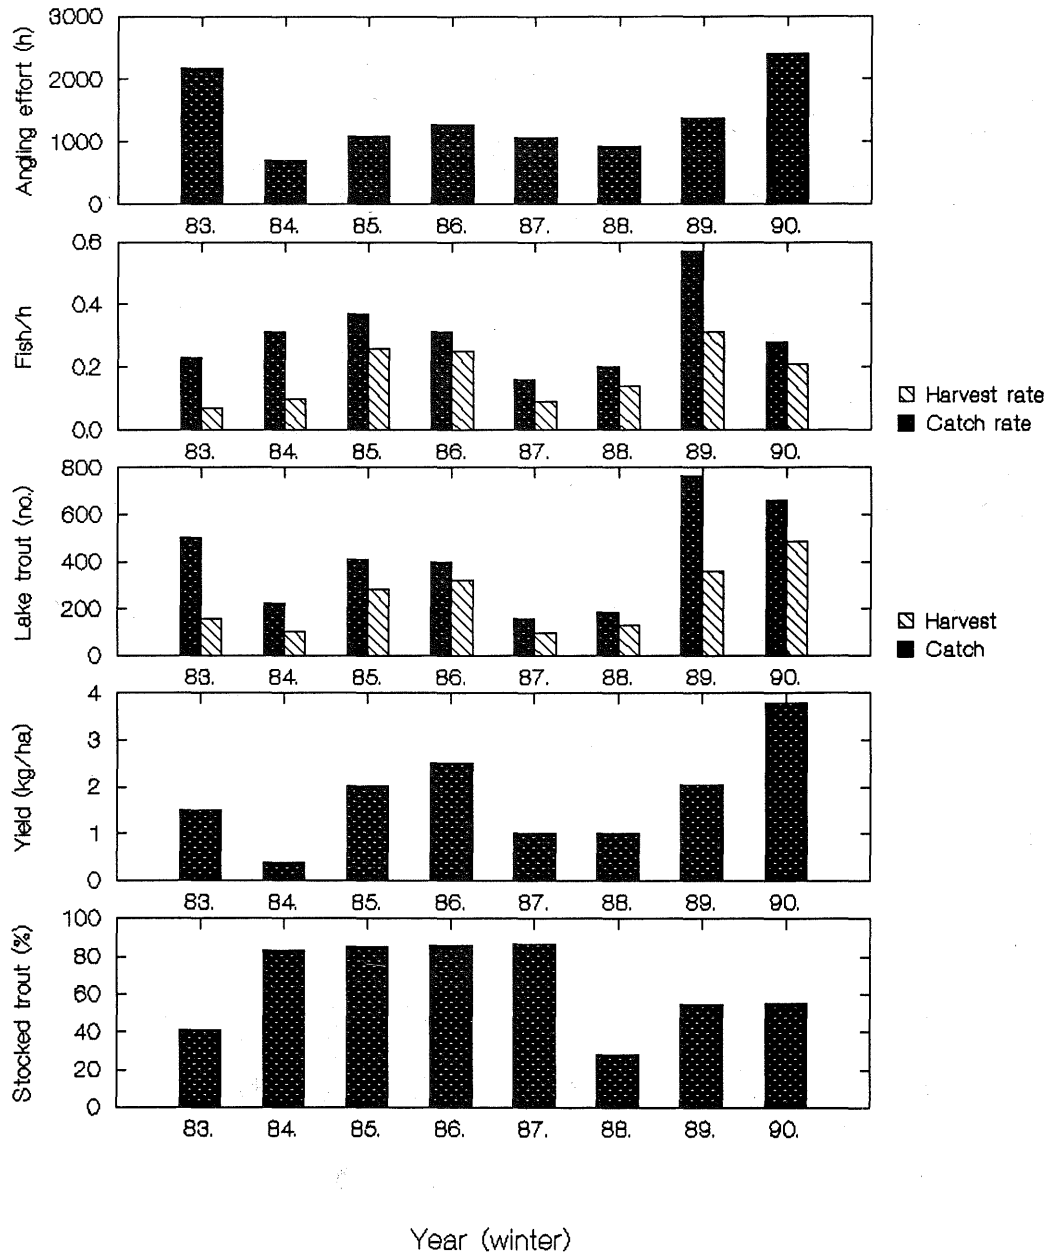 Angling effort (h)
3000
2000
1000
0
83. 84. 85. 86. 87. 88. 89. 90.
Fish/h
0.6
0.4
0.2
0.0
83. 84. 85. 86. 87. 88. 89. 90.
Harvest rate
Catch rate
Lake trout (no.)
800
600
400
200
0
83. 84. 85. 86. 87. 88. 89. 90.
Harvest
Catch
Yield (kg/ha)
4
3
2
1
0
83. 84. 85. 86. 87. 88. 89. 90.
Stocked trout (%)
100
80
60
40
20
0
83. 84. 85. 86. 87. 88. 89. 90.
Year (winter)